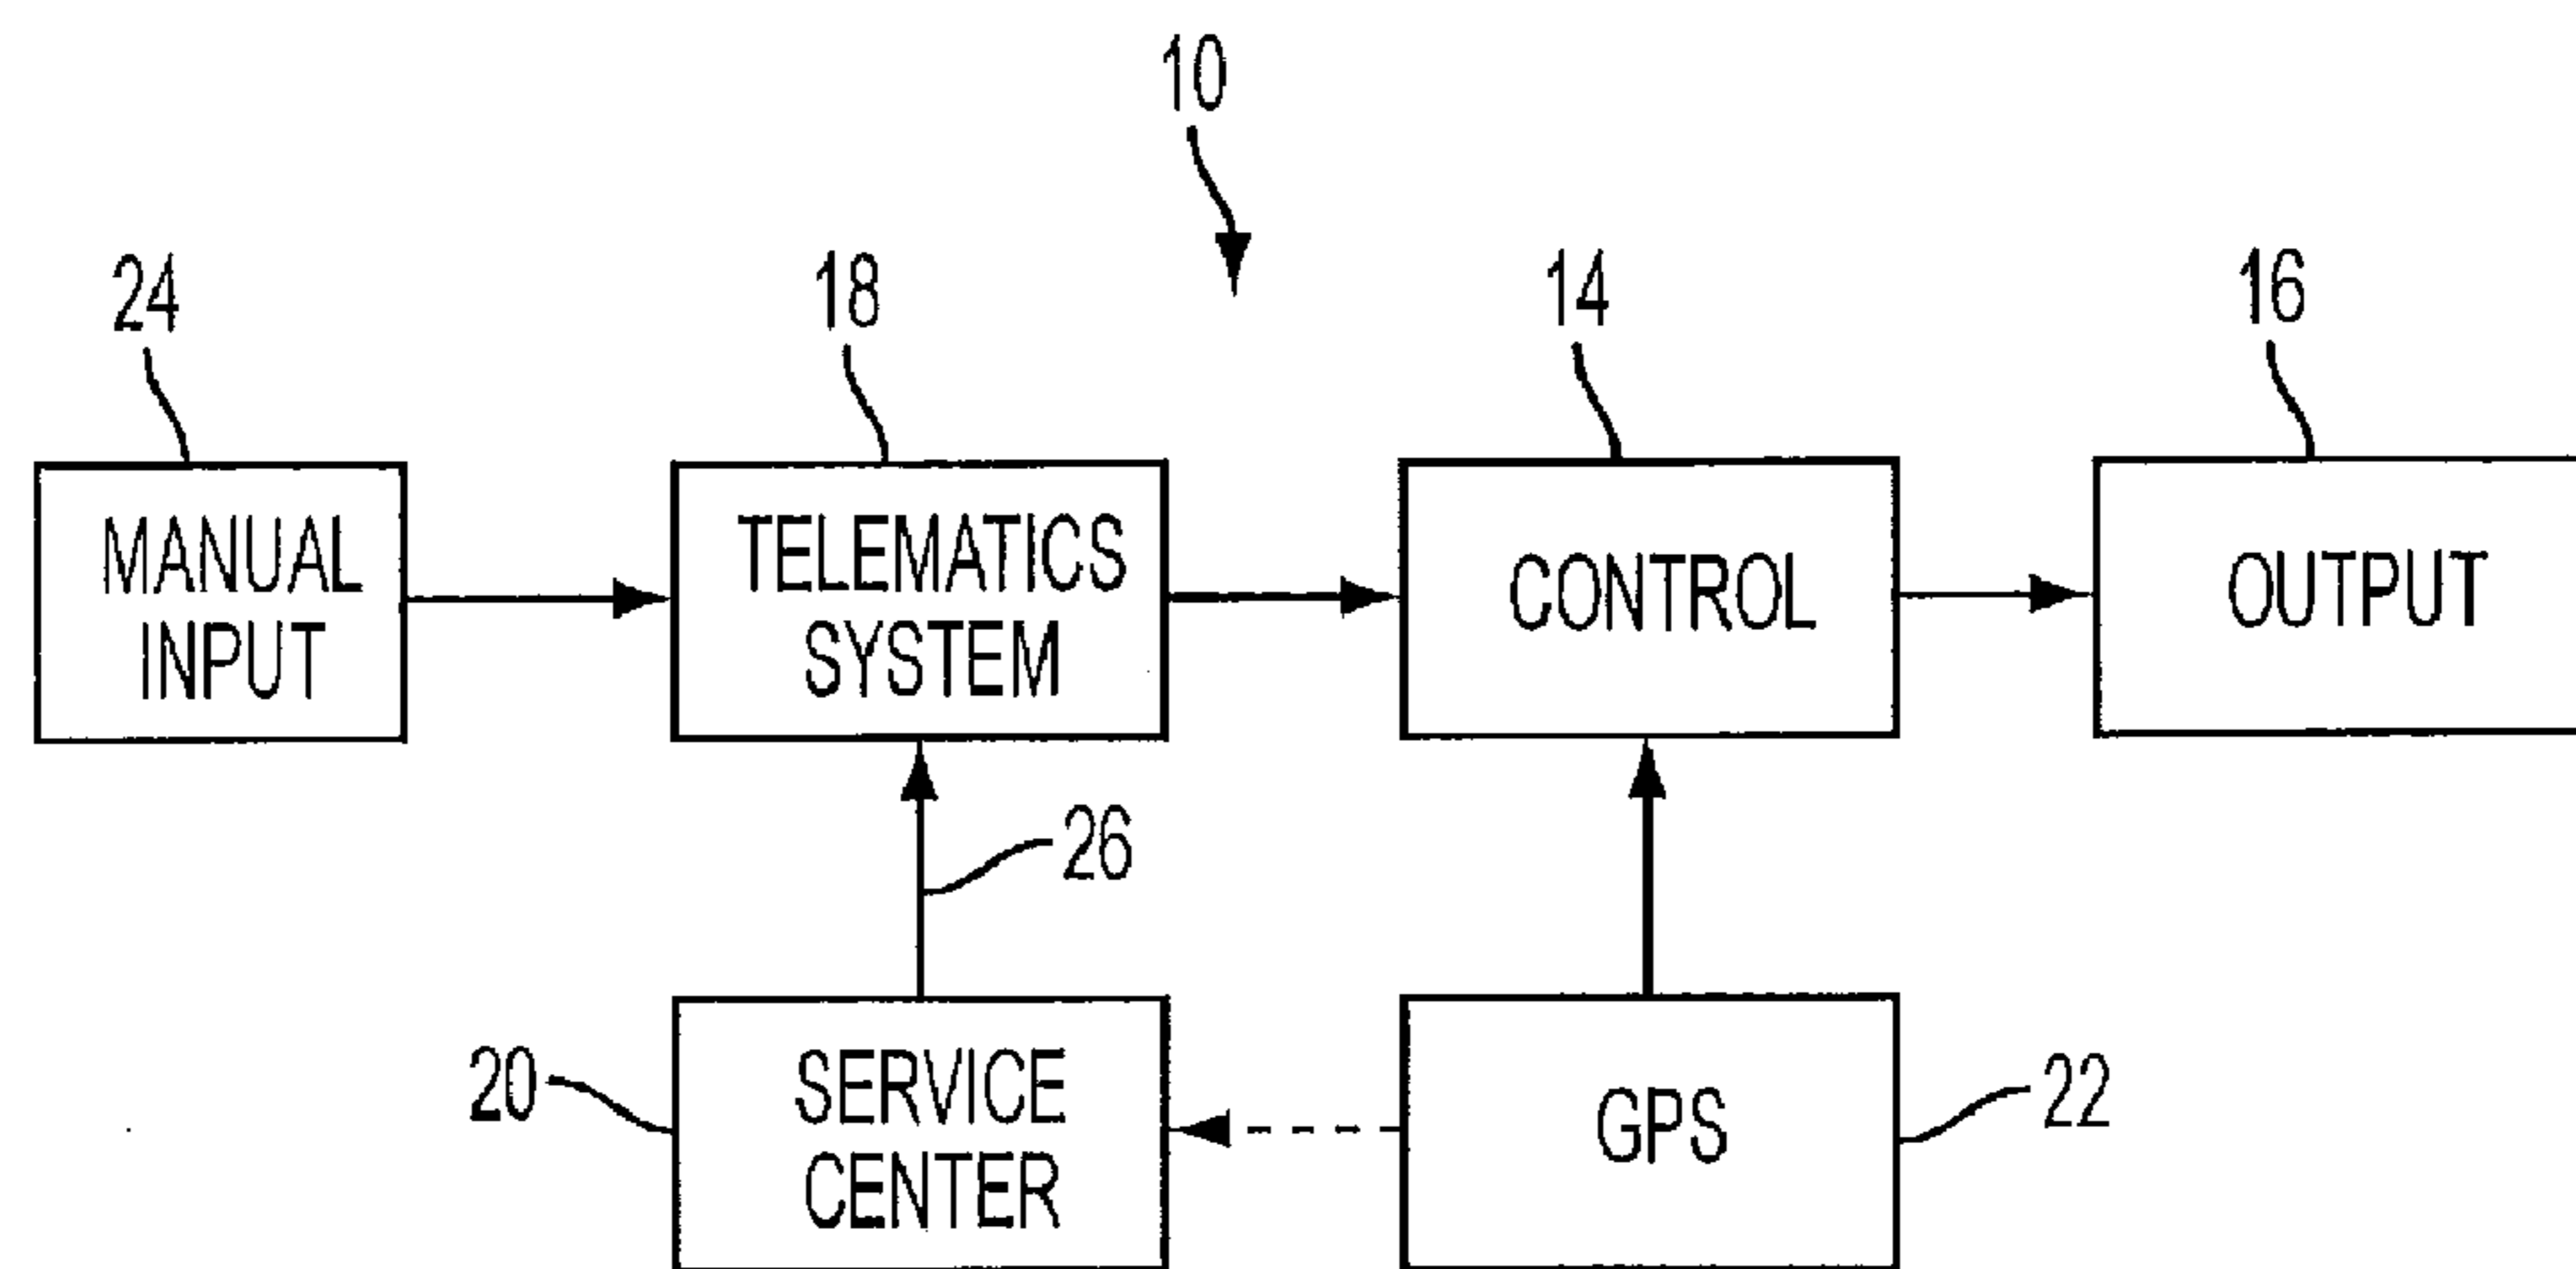 10
24
18
14
16
MANUAL
INPUT
TELEMATICS
SYSTEM
CONTROL
OUTPUT
26
20
SERVICE
CENTER
GPS
22